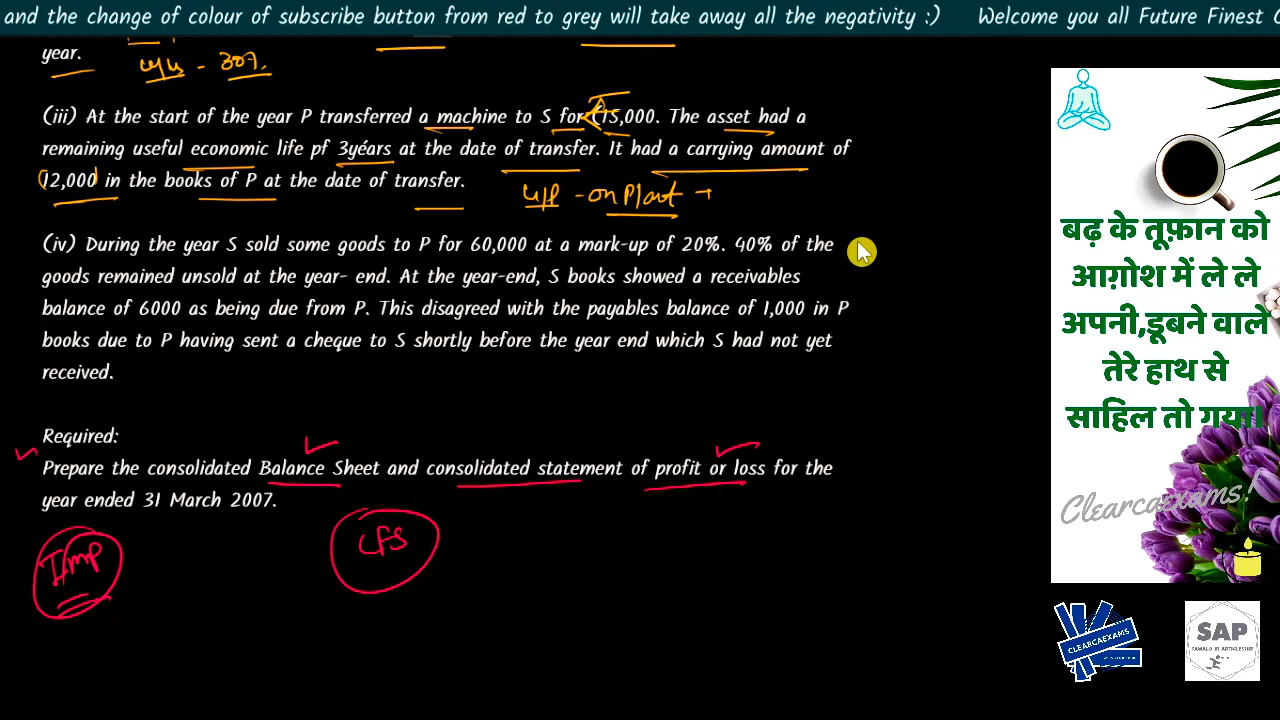 and the change of colour of subscribe button from red to grey will take away all the negativity :) Welcome you all Future Finest C
year.
(iii) At the start of the year P transferred a machine to S for 15,000. The asset had a
remaining useful economic life pf 3years at the date of transfer. It had a carrying amount of
12,000 in the books of P at the date of transfer.
(iv) During the year S sold some goods to P for 60,000 at a mark-up of 20%. 40% of the
goods remained unsold at the year- end. At the year-end, S books showed a receivables
balance of 6000 as being due from P. This disagreed with the payables balance of 1,000 in P
books due to P having sent a cheque to S shortly before the year end which S had not yet
received.
Required:
Prepare the consolidated Balance Sheet and consolidated statement of profit or loss for the
year ended 31 March 2007.
Imp
CFS
बढ़ के तूफ़ान को
आग़ोश में ले ले
अपनी,डूबने वाले
तेरे हाथ से
साहिल तो गया।
Clearcaexams!
CLEARCAEXAMS
SAP
SAMALO KI ARTICLESHIP